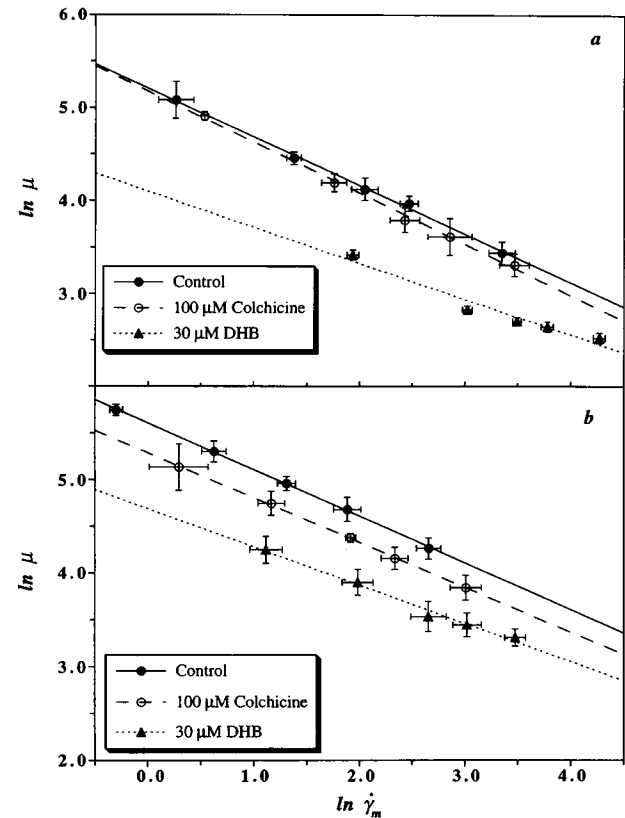 6.0
a
5.0
ln μ
4.0
3.0
Control
100 μM Colchicine
30 μM DHB
b
5.0
ln μ
4.0
3.0
Control
100 μM Colchicine
30 μM DHB
2.0
0.0 1.0 2.0 3.0 4.0
ln γ̇m